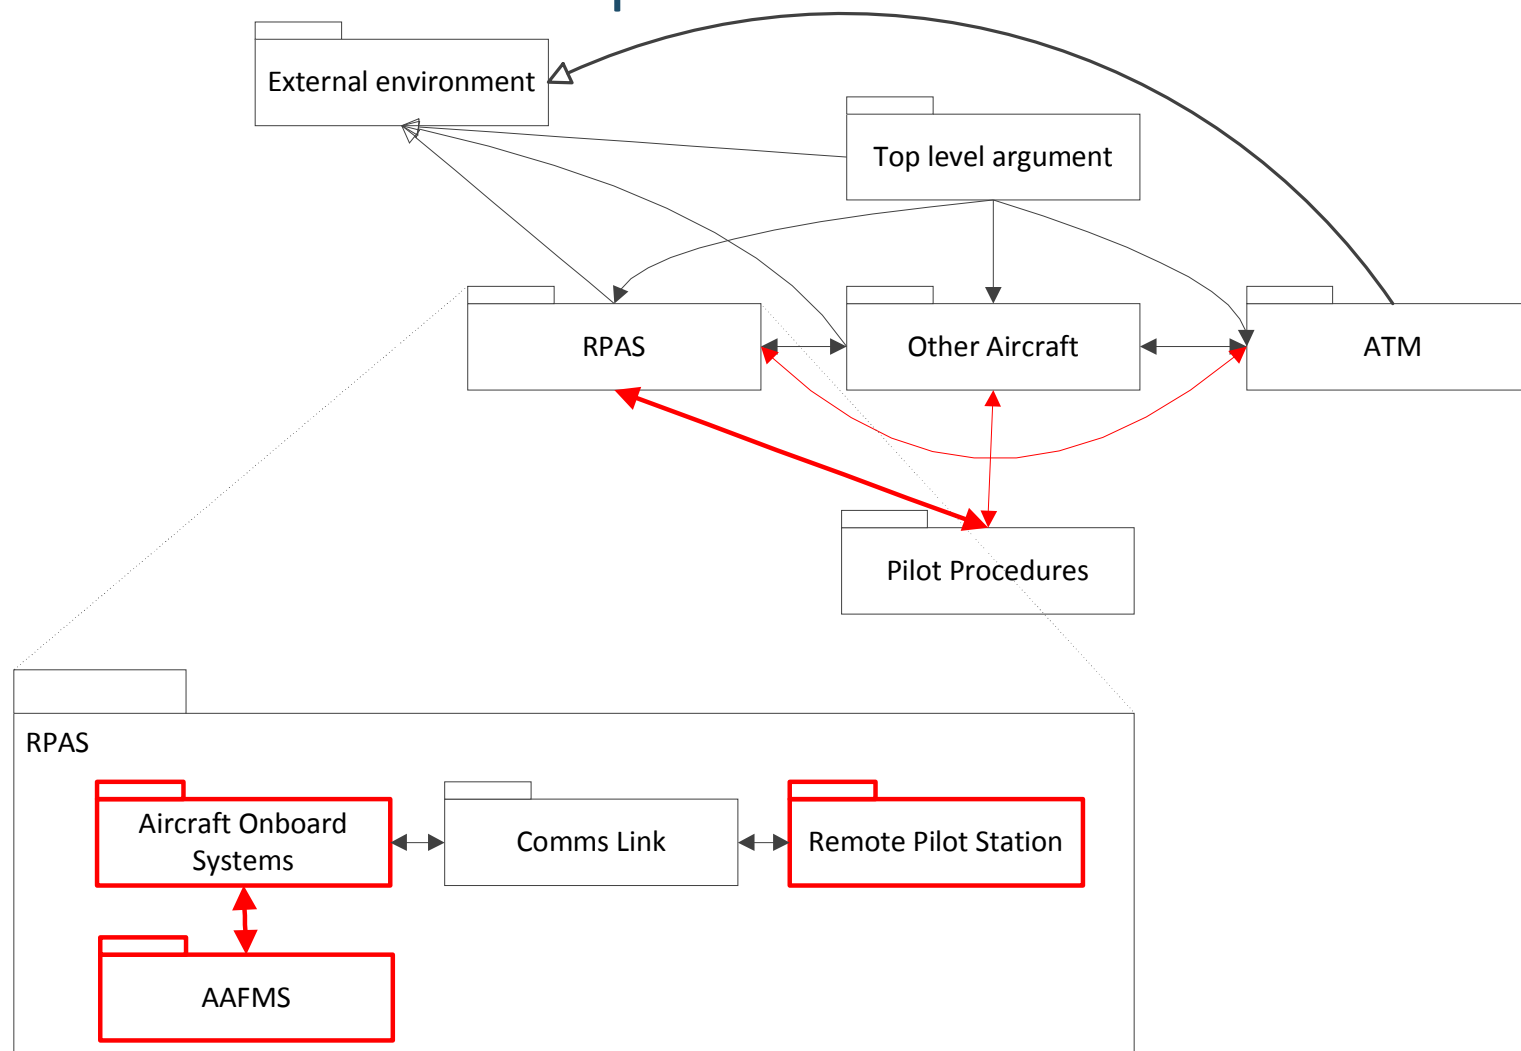 External environment
Top level argument
RPAS
Other Aircraft
ATM
Pilot Procedures
RPAS
Aircraft Onboard
Systems
Comms Link
Remote Pilot Station
AAFMS